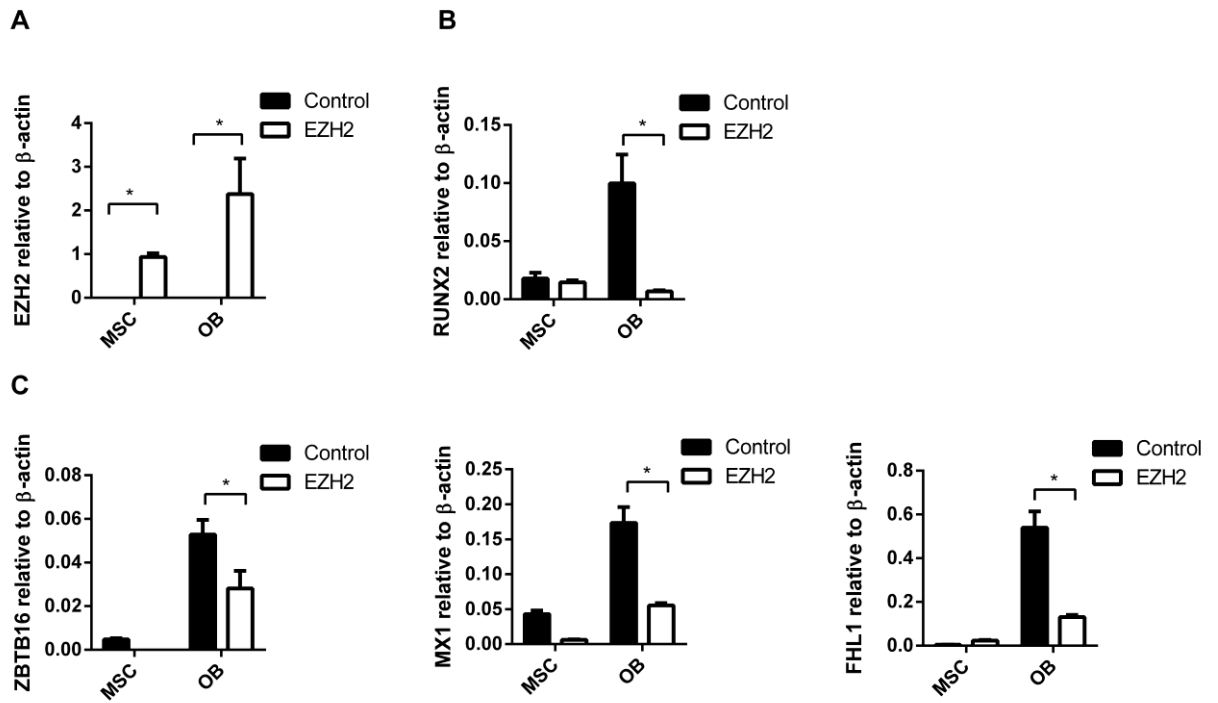 A
EZH2 relative to β-actin
4
3
2
1
0
*
*
MSC
OB
Control
EZH2
B
RUNX2 relative to β-actin
0.15
0.10
0.05
0.00
*
MSC
OB
Control
EZH2
C
ZBTB16 relative to β-actin
0.08
0.06
0.04
0.02
0.00
*
MSC
OB
Control
EZH2
MX1 relative to β-actin
0.25
0.20
0.15
0.10
0.05
0.00
*
MSC
OB
Control
EZH2
FHL1 relative to β-actin
0.8
0.6
0.4
0.2
0.0
*
MSC
OB
Control
EZH2